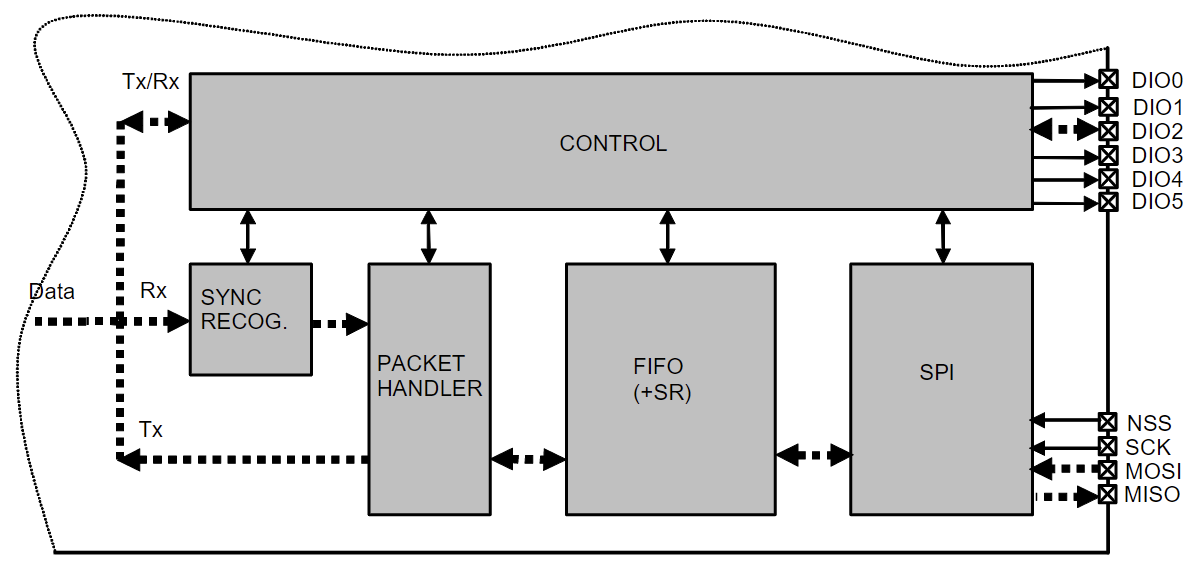 Tx/Rx
DIO0
DIO1
CONTROL
DIO2
DIO3
DIO4
DIO5
Data
Rx
SYNC
RECOG.
PACKET
HANDLER
FIFO
(+SR)
SPI
Tx
NSS
SCK
MOSI
MISO